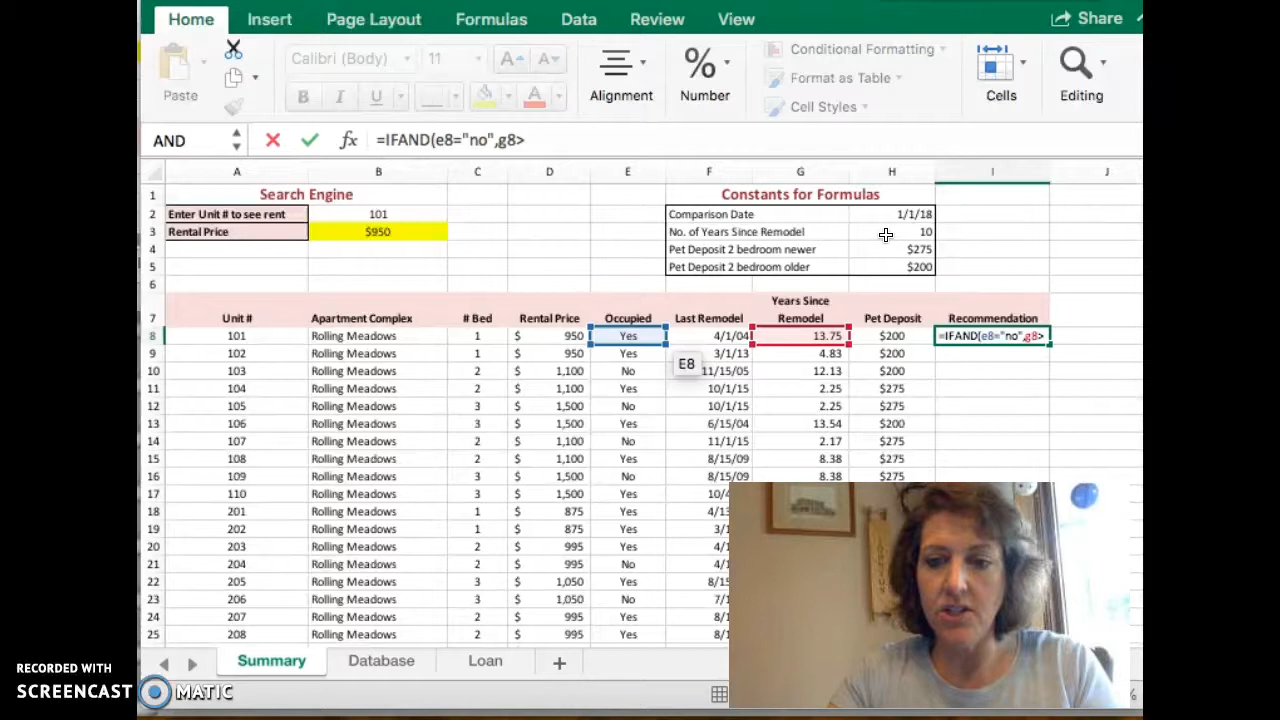 Home Insert Page Layout Formulas Data Review View Share
Calibri (Body) 11 A A Conditional Formatting
Format as Table
Paste B I U A Alignment % Number Cell Styles Cells Editing
AND fx =IFAND(e8="no",g8>
A B C D E F G H I J
1 Search Engine Constants for Formulas
2 Enter Unit # to see rent 101 Comparison Date 1/1/18
3 Rental Price $950 No. of Years Since Remodel 10
4 Pet Deposit 2 bedroom newer $275
5 Pet Deposit 2 bedroom older $200
6
Years Since
7 Unit # Apartment Complex # Bed Rental Price Occupied Last Remodel Remodel Pet Deposit Recommendation
8 101 Rolling Meadows 1 $ 950 Yes 4/1/04 13.75 $200 =IFAND(e8="no",g8>
9 102 Rolling Meadows 1 $ 950 Yes 3/1/13 4.83 $200
E8
10 103 Rolling Meadows 2 $ 1,100 No 11/15/05 12.13 $200
11 104 Rolling Meadows 2 $ 1,100 Yes 10/1/15 2.25 $275
12 105 Rolling Meadows 3 $ 1,500 No 10/1/15 2.25 $275
13 106 Rolling Meadows 3 $ 1,500 Yes 6/15/04 13.54 $200
14 107 Rolling Meadows 2 $ 1,100 No 11/1/15 2.17 $275
15 108 Rolling Meadows 2 $ 1,100 Yes 8/15/09 8.38 $275
16 109 Rolling Meadows 3 $ 1,500 No 8/15/09 8.38 $275
17 110 Rolling Meadows 3 $ 1,500 Yes 10/
18 201 Rolling Meadows 1 $ 875 Yes 4/1
19 202 Rolling Meadows 1 $ 875 Yes 3/1
20 203 Rolling Meadows 2 $ 995 Yes 4/
21 204 Rolling Meadows 2 $ 995 No 4/
22 205 Rolling Meadows 3 $ 1,050 Yes 8/15
23 206 Rolling Meadows 3 $ 1,050 No 7/1
24 207 Rolling Meadows 2 $ 995 Yes 8/
25 208 Rolling Meadows 2 $ 995 Yes 8/
Summary Database Loan
RECORDED WITH
SCREENCAST MATIC
%